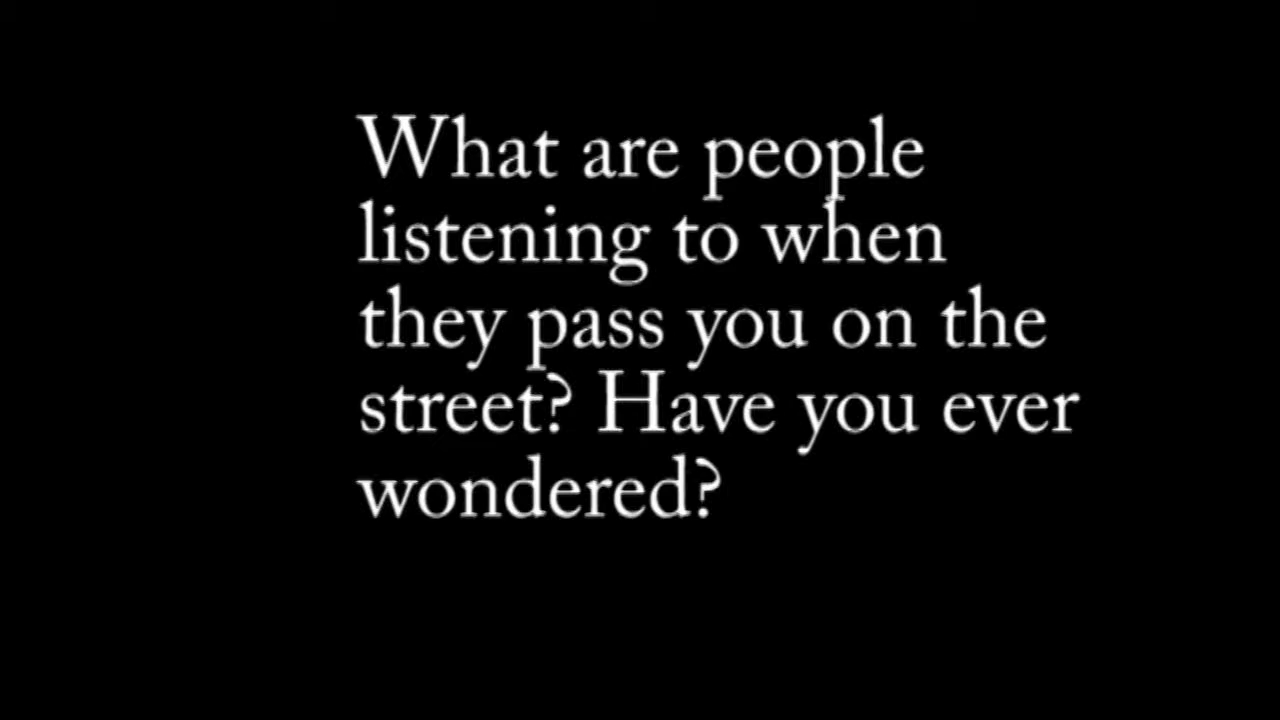 What are people
listening to when
they pass you on the
street? Have you ever
wondered?